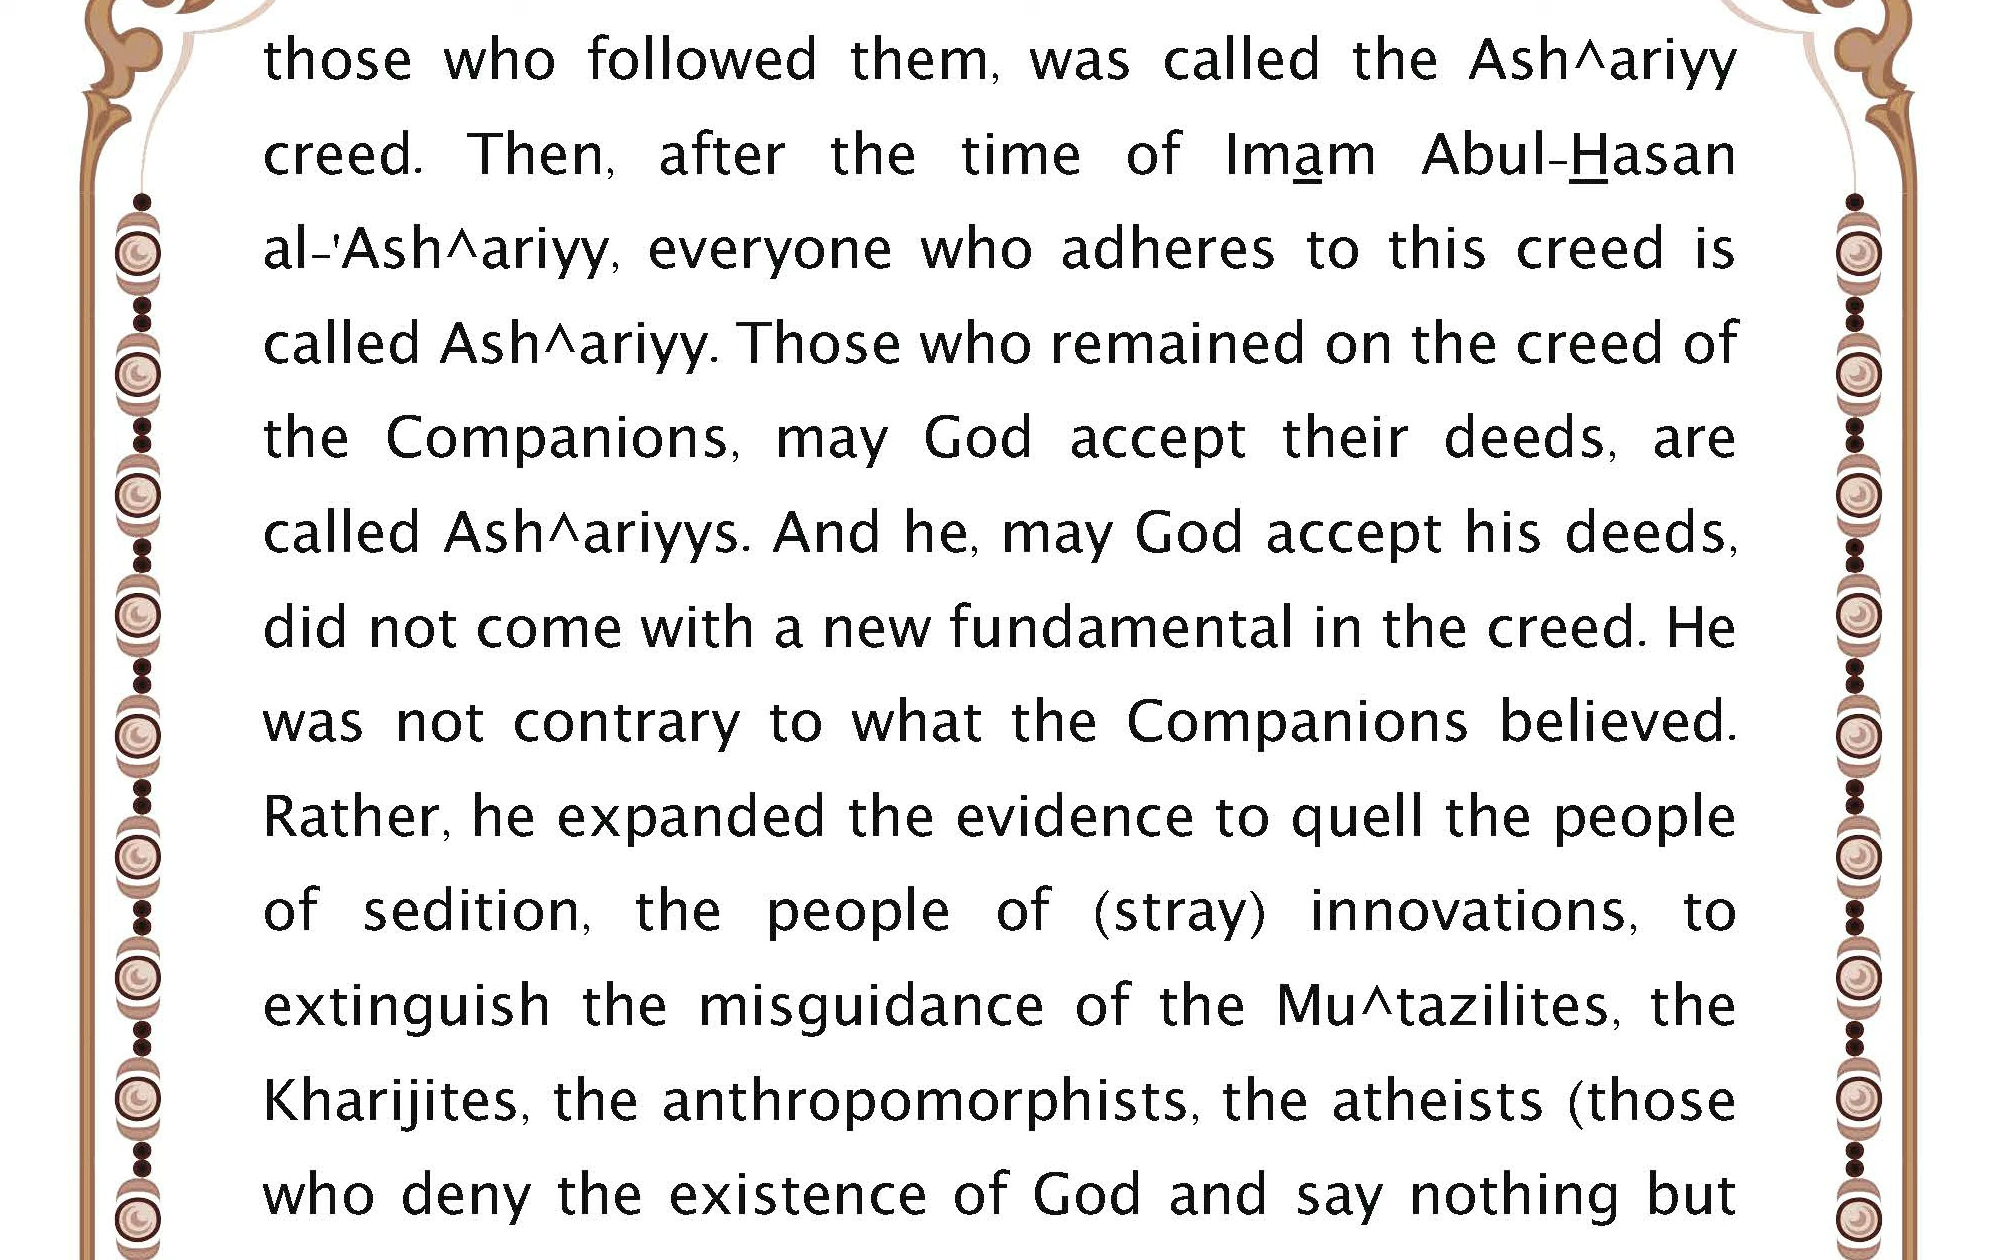 those who followed them, was called the Ash^ariyy
creed. Then, after the time of Imam Abul-Hasan
al-'Ash^ariyy, everyone who adheres to this creed is
called Ash^ariyy. Those who remained on the creed of
the Companions, may God accept their deeds, are
called Ash^ariyys. And he, may God accept his deeds,
did not come with a new fundamental in the creed. He
was not contrary to what the Companions believed.
Rather, he expanded the evidence to quell the people
of sedition, the people of (stray) innovations, to
extinguish the misguidance of the Mu^tazilites, the
Kharijites, the anthropomorphists, the atheists (those
who deny the existence of God and say nothing but